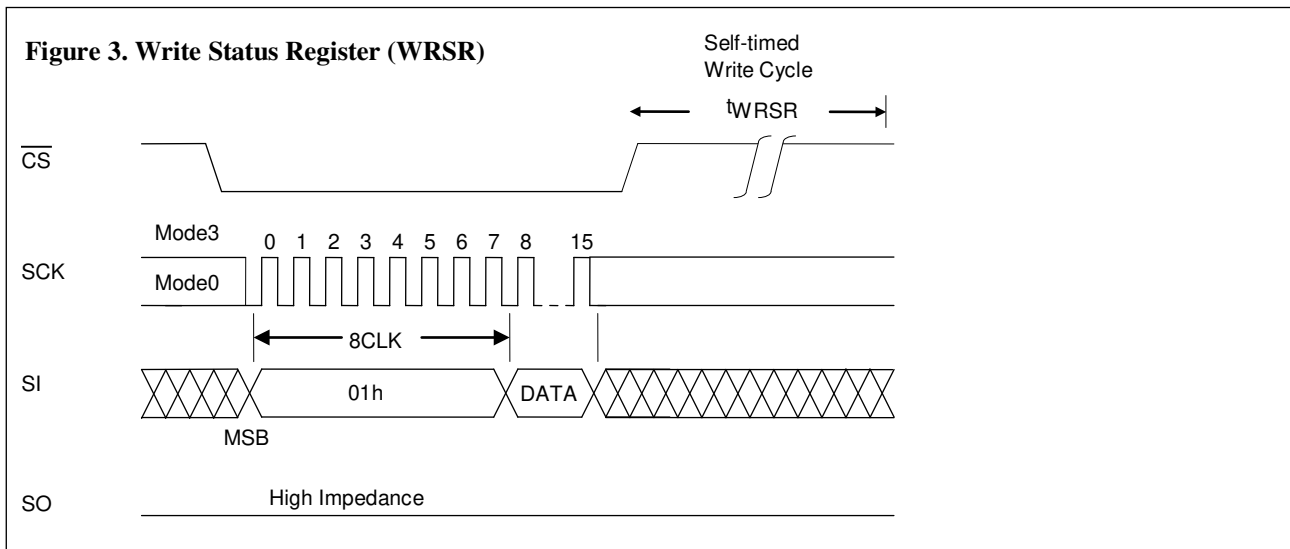 Figure 3. Write Status Register (WRSR)
Self-timed
Write Cycle
tWRSR
CS
Mode3
0 1 2 3 4 5 6 7 8 15
SCK
Mode0
8CLK
SI
01h
DATA
MSB
High Impedance
SO